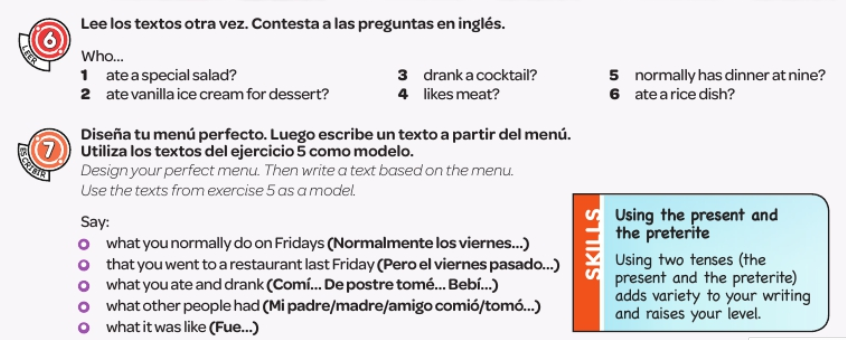 6
LEER
Lee los textos otra vez. Contesta a las preguntas en inglés.
Who...
1 ate a special salad?
2 ate vanilla ice cream for dessert?
3 drank a cocktail?
4 likes meat?
5 normally has dinner at nine?
6 ate a rice dish?
7
ESCRIBIR
Diseña tu menú perfecto. Luego escribe un texto a partir del menú.
Utiliza los textos del ejercicio 5 como modelo.
Design your perfect menu. Then write a text based on the menu.
Use the texts from exercise 5 as a model.
Say:
what you normally do on Fridays (Normalmente los viernes...)
that you went to a restaurant last Friday (Pero el viernes pasado...)
what you ate and drank (Comí... De postre tomé... Bebí...)
what other people had (Mi padre/madre/amigo comió/tomó...)
what it was like (Fue...)
SKILLS
Using the present and
the preterite
Using two tenses (the
present and the preterite)
adds variety to your writing
and raises your level.